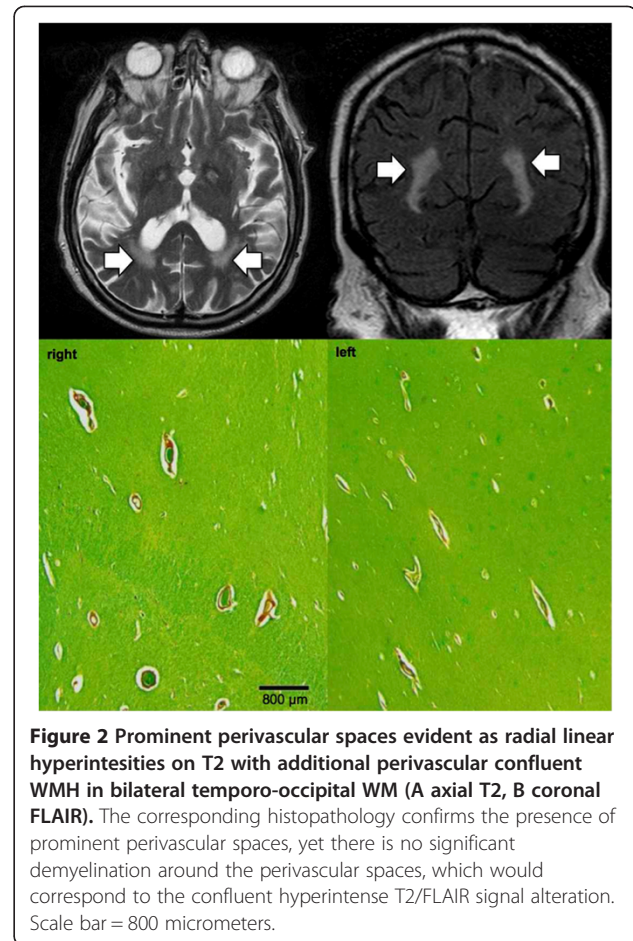 right
left
800 µm
Figure 2 Prominent perivascular spaces evident as radial linear
hyperintesities on T2 with additional perivascular confluent
WMH in bilateral temporo-occipital WM (A axial T2, B coronal
FLAIR). The corresponding histopathology confirms the presence of
prominent perivascular spaces, yet there is no significant
demyelination around the perivascular spaces, which would
correspond to the confluent hyperintense T2/FLAIR signal alteration.
Scale bar = 800 micrometers.